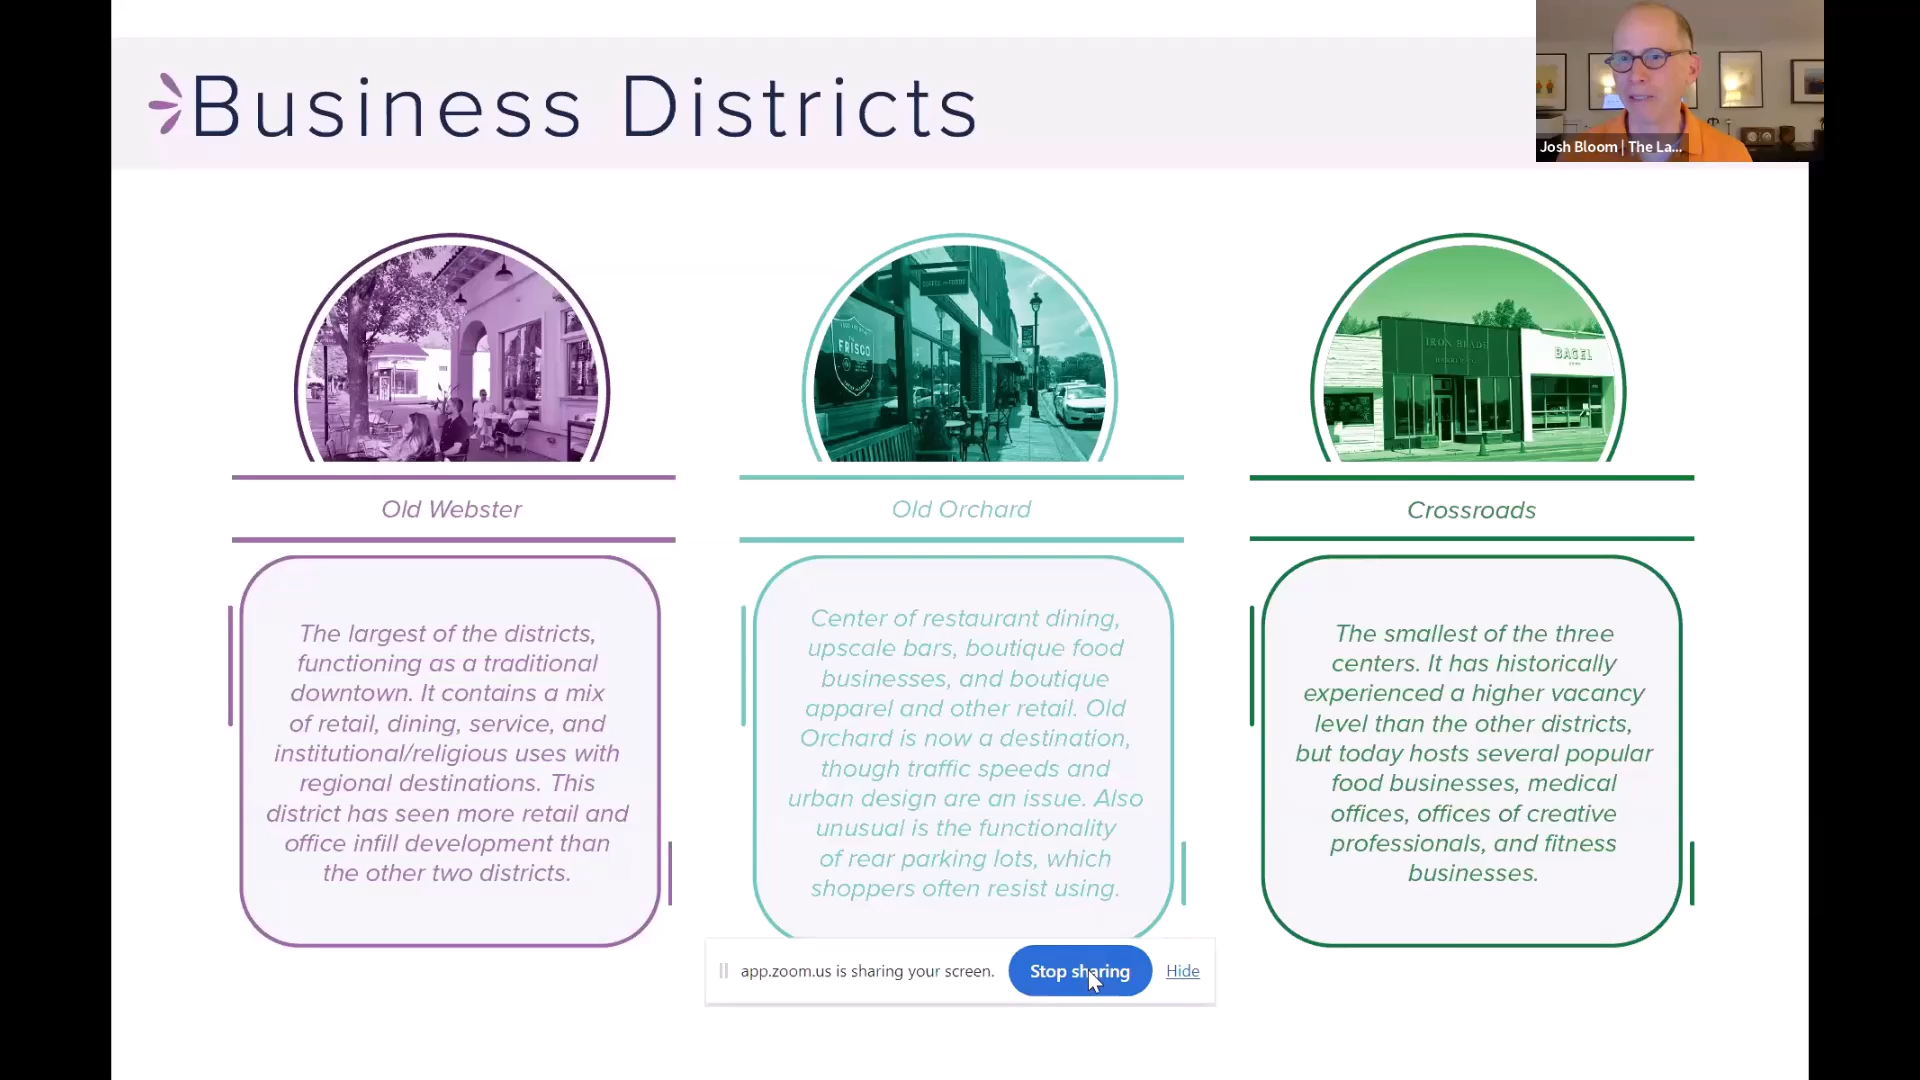 Business Districts
Josh Bloom | The La...
FRISCO
IRON BLADE
BAGEL
Old Webster
Old Orchard
Crossroads
The largest of the districts,
functioning as a traditional
downtown. It contains a mix
of retail, dining, service, and
institutional/religious uses with
regional destinations. This
district has seen more retail and
office infill development than
the other two districts.
Center of restaurant dining,
upscale bars, boutique food
businesses, and boutique
apparel and other retail. Old
Orchard is now a destination,
though traffic speeds and
urban design are an issue. Also
unusual is the functionality
of rear parking lots, which
shoppers often resist using.
The smallest of the three
centers. It has historically
experienced a higher vacancy
level than the other districts,
but today hosts several popular
food businesses, medical
offices, offices of creative
professionals, and fitness
businesses.
app.zoom.us is sharing your screen.
Stop sharing
Hide